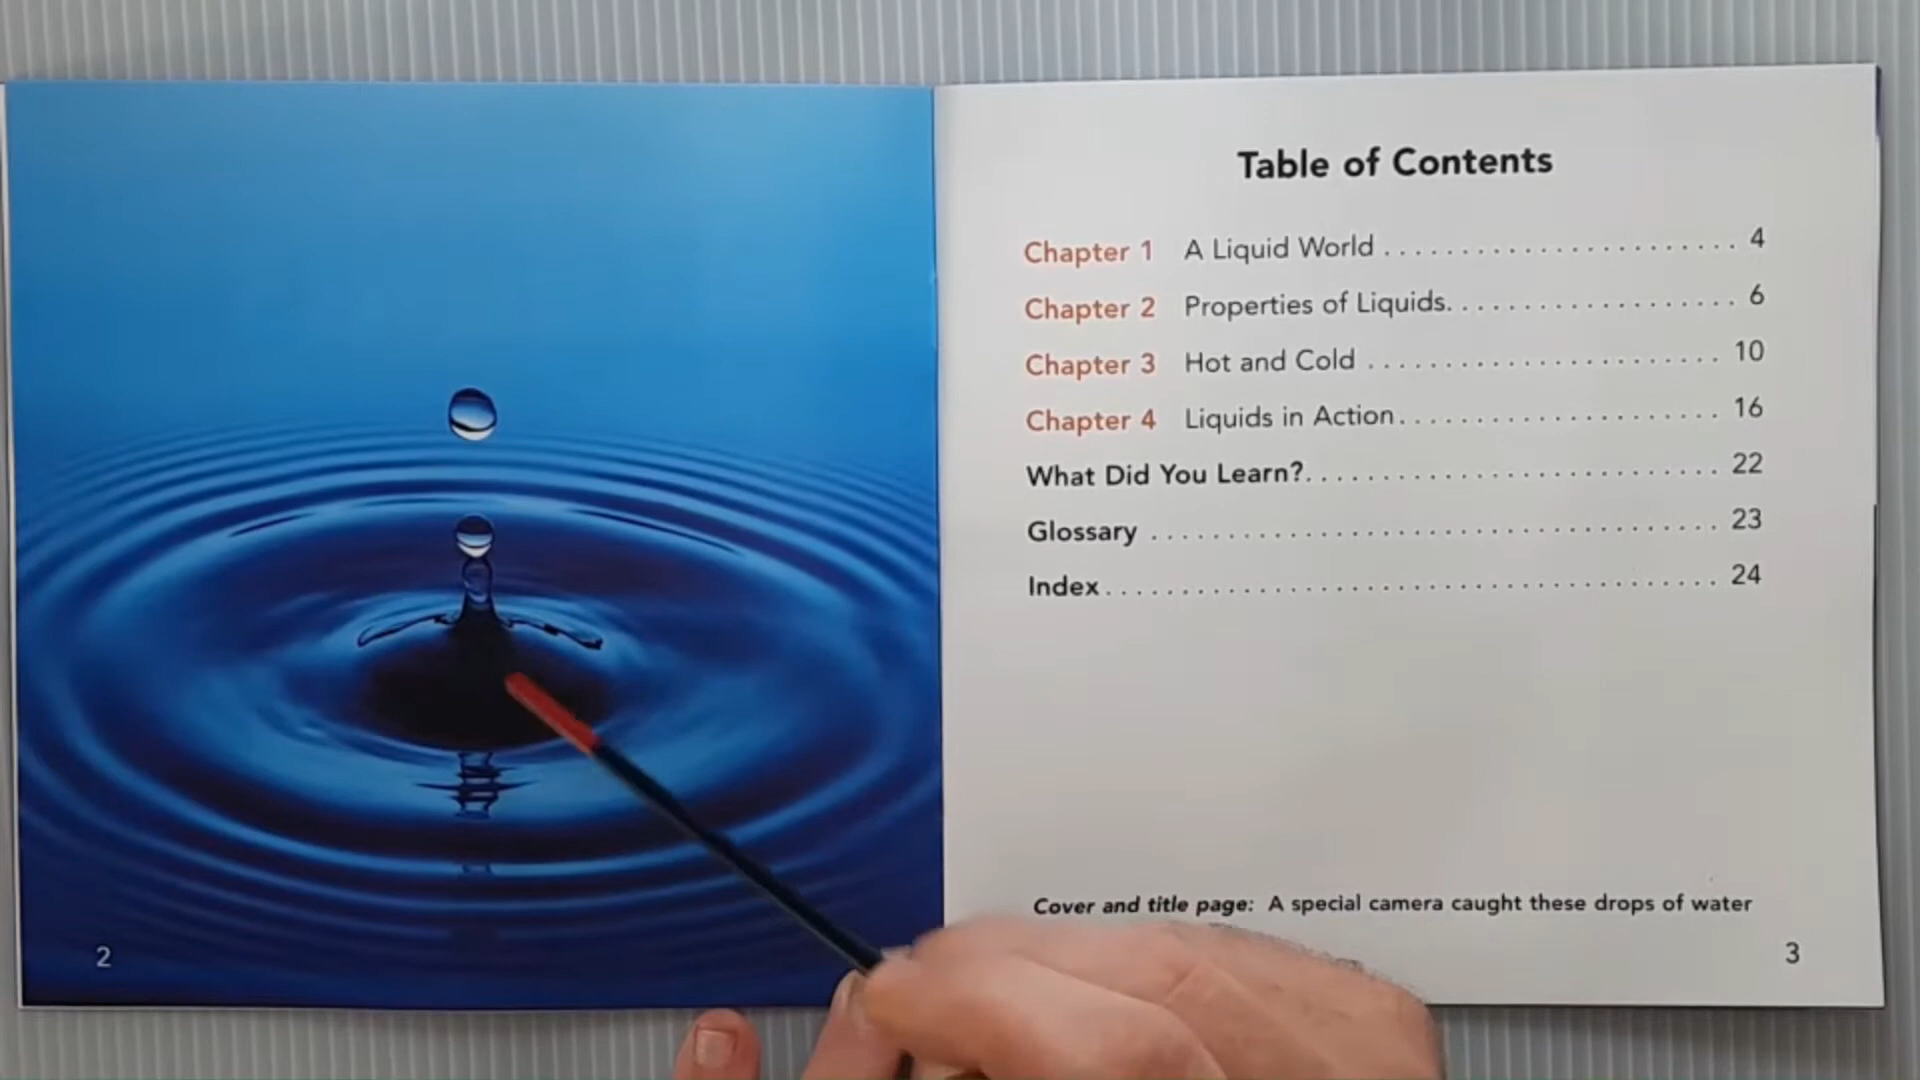 Table of Contents
Chapter 1 A Liquid World . . . . . . . . . . . . . . . . . . . . . . . 4
Chapter 2 Properties of Liquids. . . . . . . . . . . . . . . . . . . 6
Chapter 3 Hot and Cold . . . . . . . . . . . . . . . . . . . . . . . 10
Chapter 4 Liquids in Action. . . . . . . . . . . . . . . . . . . . . 16
What Did You Learn?. . . . . . . . . . . . . . . . . . . . . . . . . . . 22
Glossary . . . . . . . . . . . . . . . . . . . . . . . . . . . . . . . . . . . . 23
Index. . . . . . . . . . . . . . . . . . . . . . . . . . . . . . . . . . . . . . . 24
Cover and title page: A special camera caught these drops of water
2
3